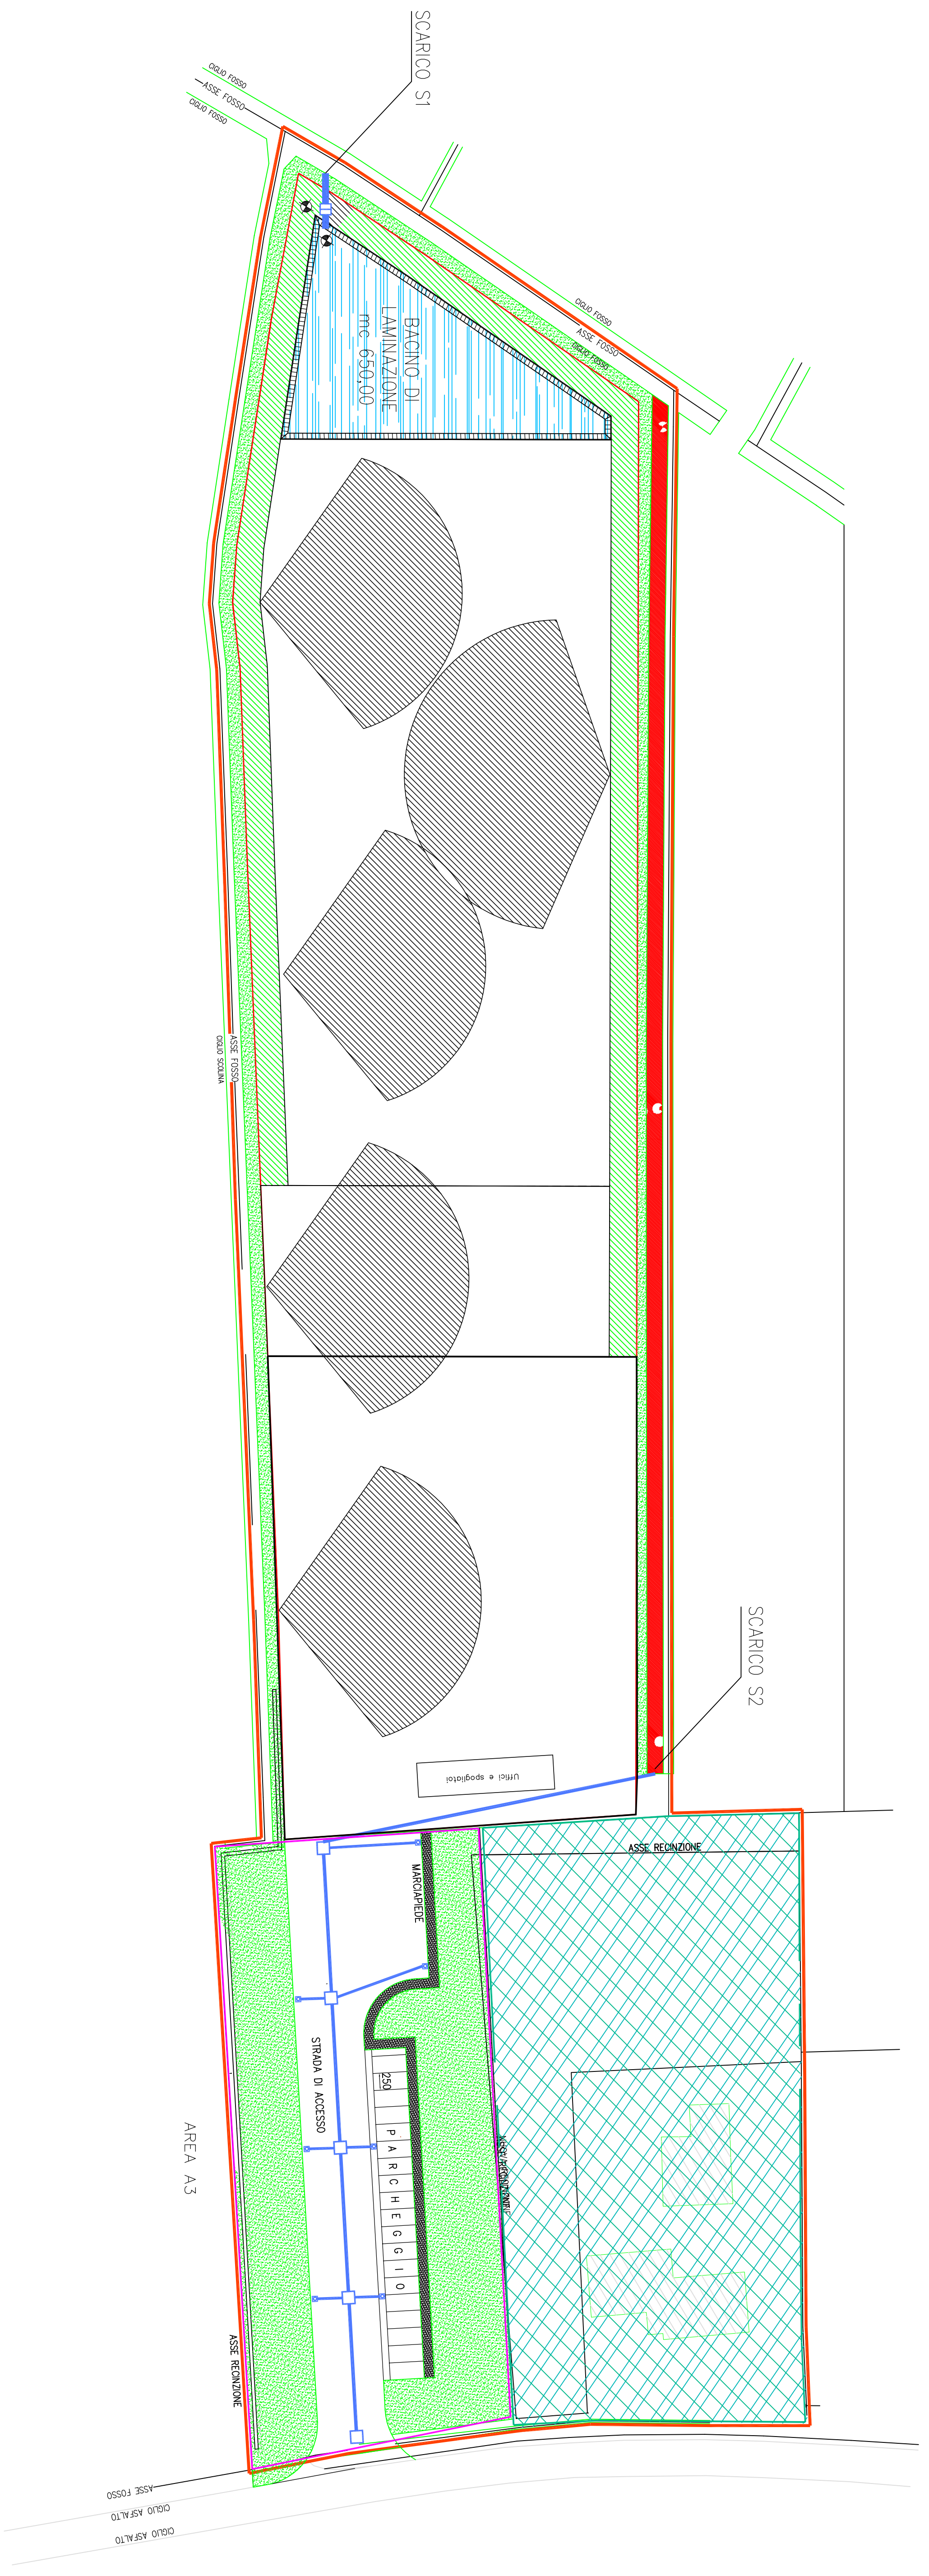 SCARICO S1
CIGLIO FOSSO
ASSE FOSSO
CIGLIO FOSSO
CIGLIO FOSSO
ASSE FOSSO
CIGLIO FOSSO
BACINO DI
LAMINAZIONE
mc 650,00
ASSE FOSSO
CIGLIO SCOLINA
SCARICO S2
Uffici e spogliatoi
ASSE RECINZIONE
MARCIAPIEDE
STRADA DI ACCESSO
250
PARCHEGGIO
AREA A3
ASSE RECINZIONE
ASSE FOSSO
CIGLIO ASFALTO
CIGLIO ASFALTO